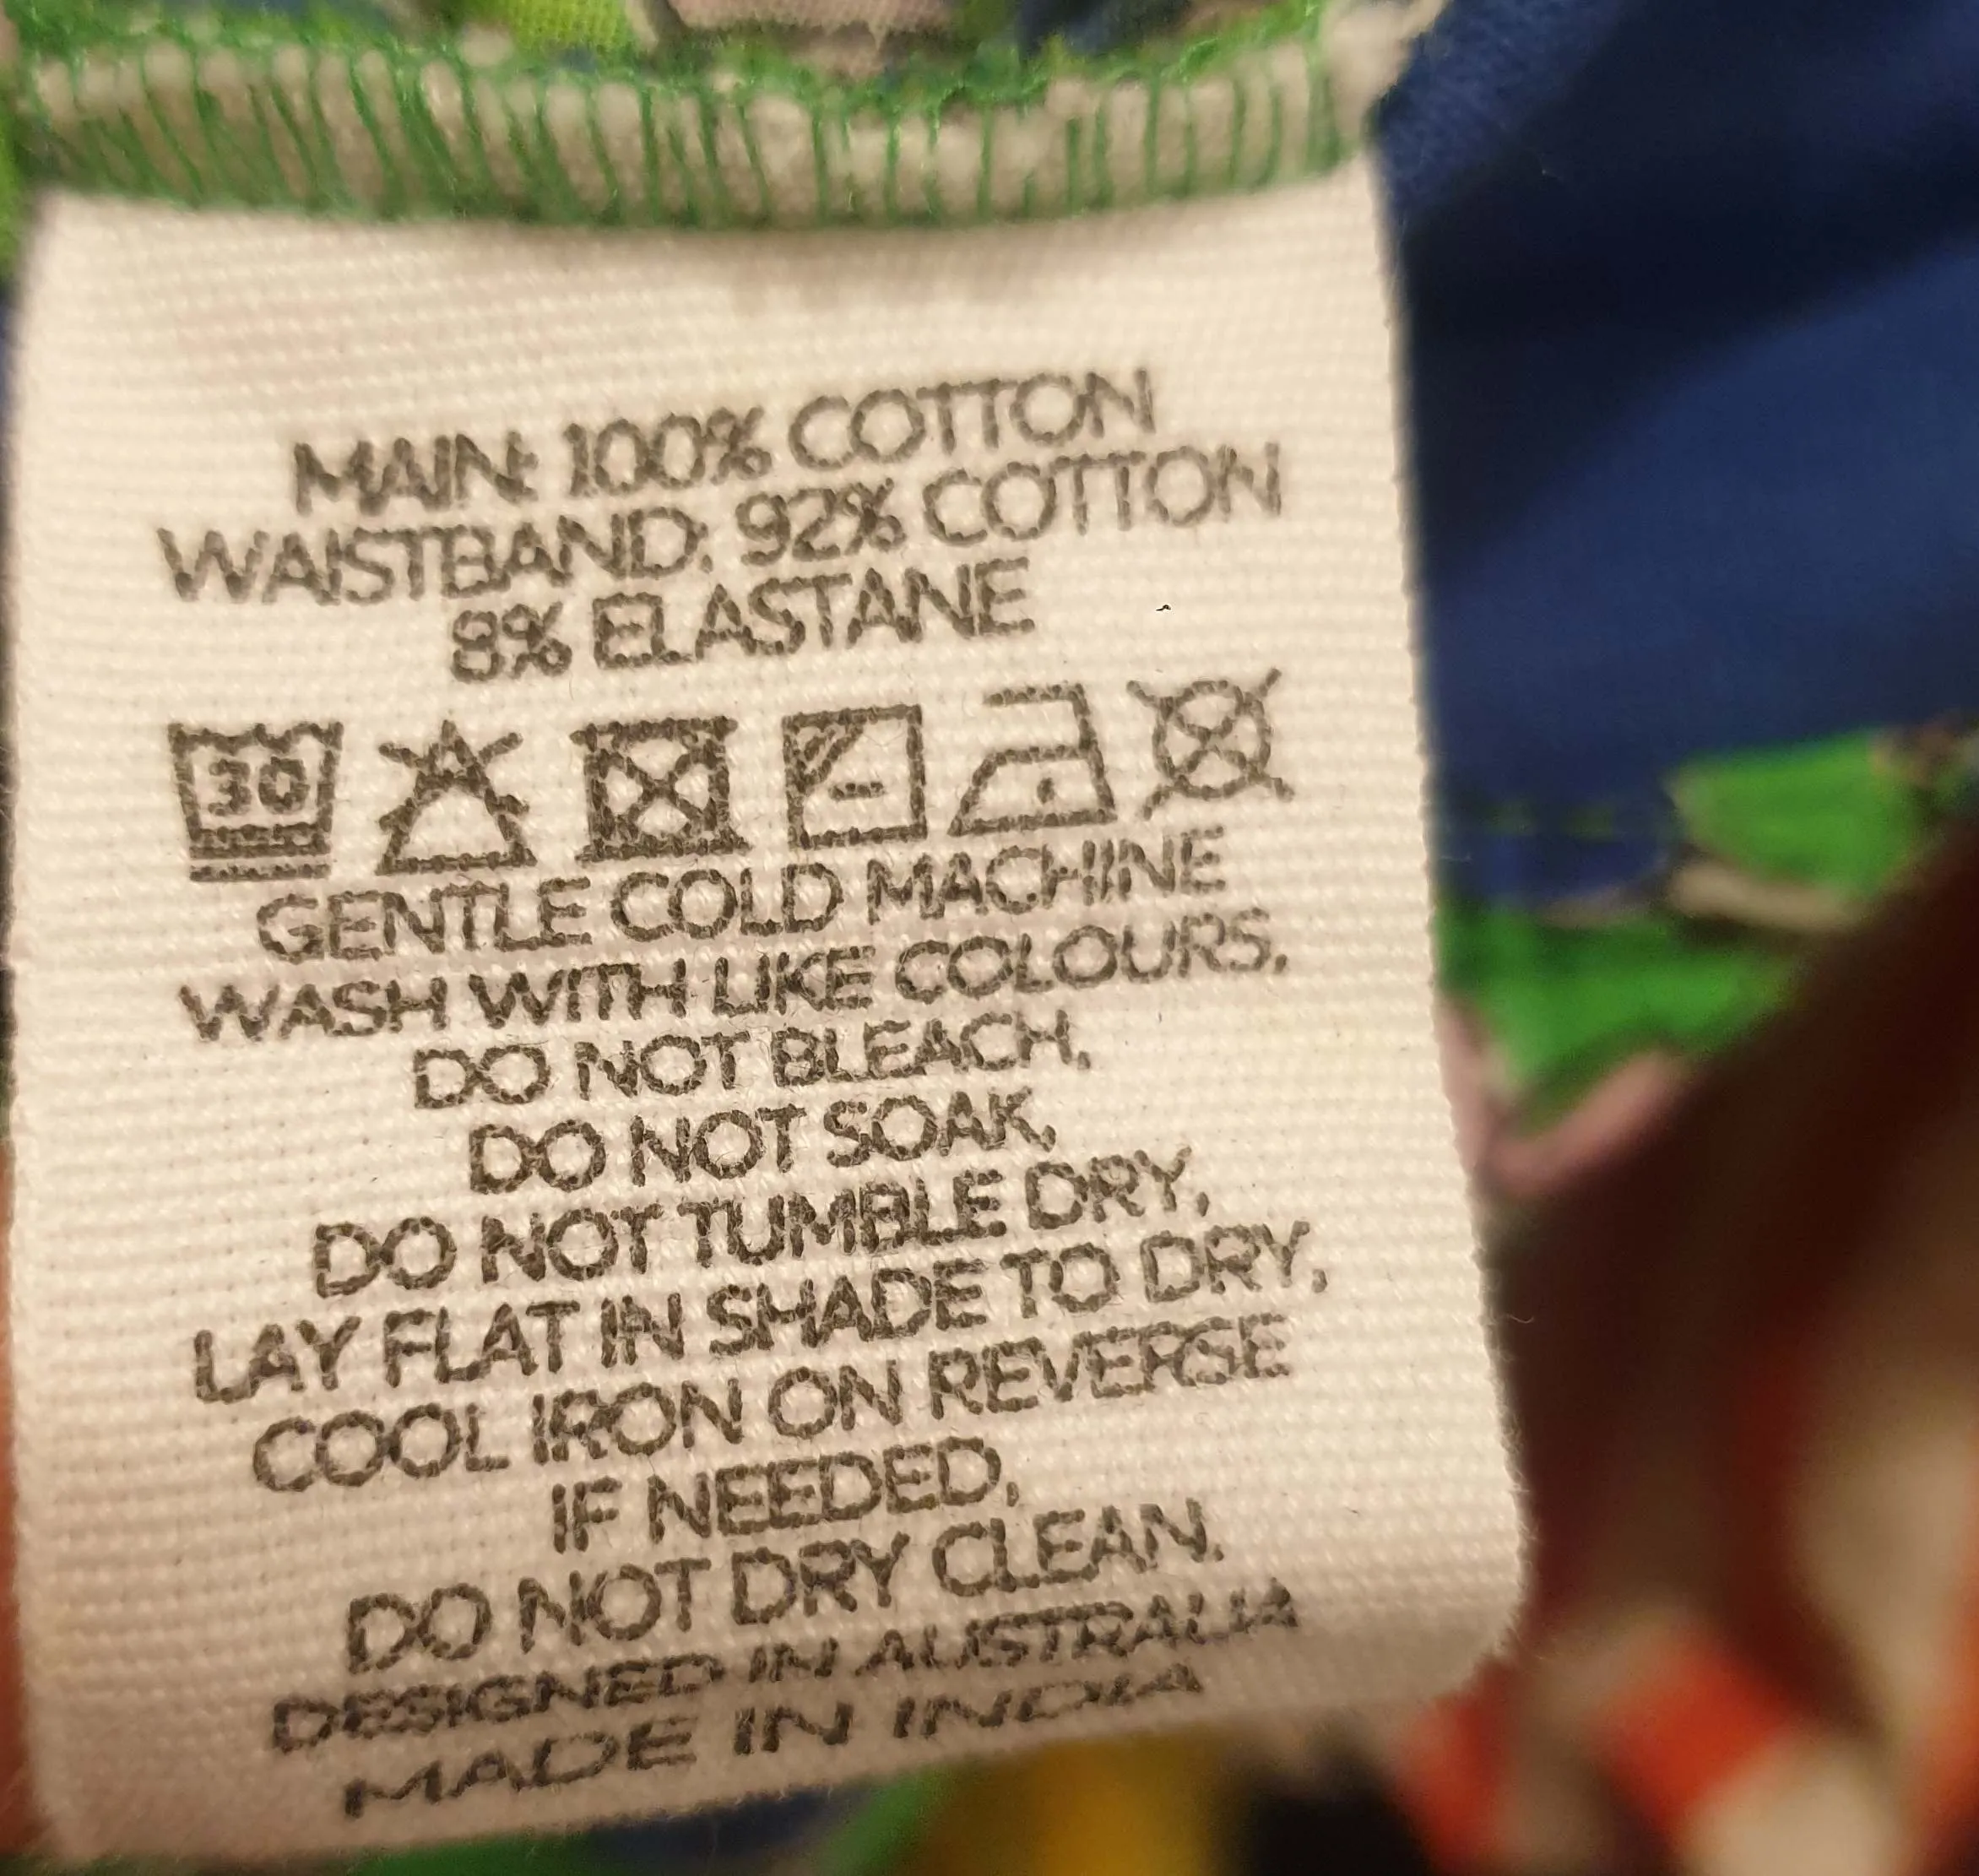 MAIN: 100% COTTON
WAISTBAND: 92% COTTON
8% ELASTANE
30
GENTLE COLD MACHINE
WASH WITH LIKE COLOURS,
DO NOT BLEACH,
DO NOT SOAK,
DO NOT TUMBLE DRY,
LAY FLAT IN SHADE TO DRY,
COOL IRON ON REVERSE
IF NEEDED,
DO NOT DRY CLEAN.
DESIGNED IN AUSTRALIA
MADE IN INDIA